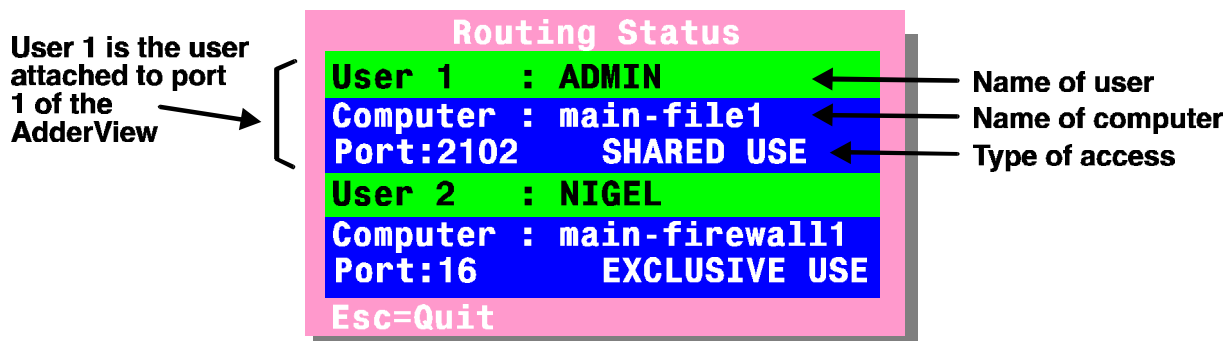 User 1 is the user
attached to port
1 of the
AdderView
Routing Status
User 1 : ADMIN
Computer : main-file1
Port:2102 SHARED USE
User 2 : NIGEL
Computer : main-firewall1
Port:16 EXCLUSIVE USE
Esc=Quit
Name of user
Name of computer
Type of access